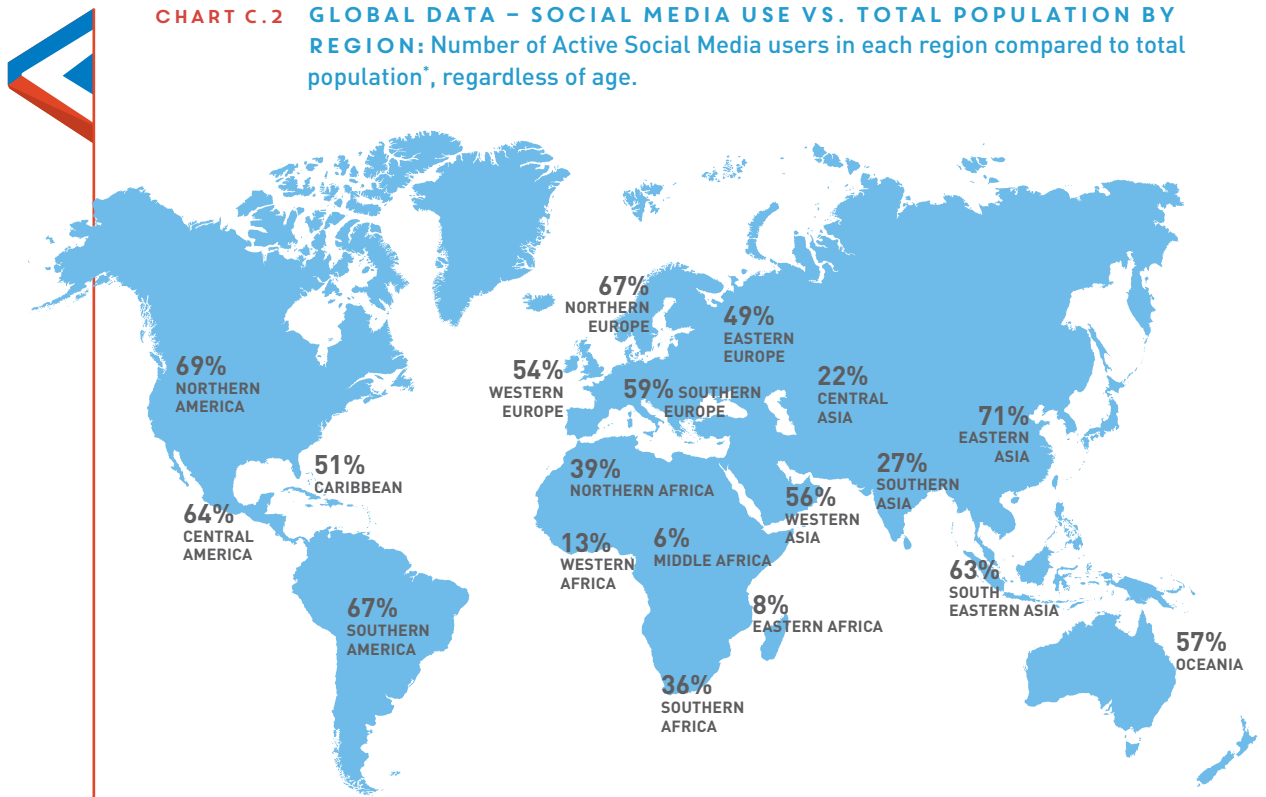 CHART C.2 GLOBAL DATA – SOCIAL MEDIA USE VS. TOTAL POPULATION BY
REGION: Number of Active Social Media users in each region compared to total
population*, regardless of age.
67%
NORTHERN
EUROPE
49%
EASTERN
EUROPE
69%
NORTHERN
AMERICA
54%
WESTERN
EUROPE
59% SOUTHERN
EUROPE
22%
CENTRAL
ASIA
71%
EASTERN
ASIA
51%
CARIBBEAN
39%
NORTHERN AFRICA
27%
SOUTHERN
ASIA
56%
WESTERN
ASIA
64%
CENTRAL
AMERICA
13%
WESTERN
AFRICA
6%
MIDDLE AFRICA
63%
SOUTH
EASTERN ASIA
67%
SOUTHERN
AMERICA
8%
EASTERN AFRICA
57%
OCEANIA
36%
SOUTHERN
AFRICA